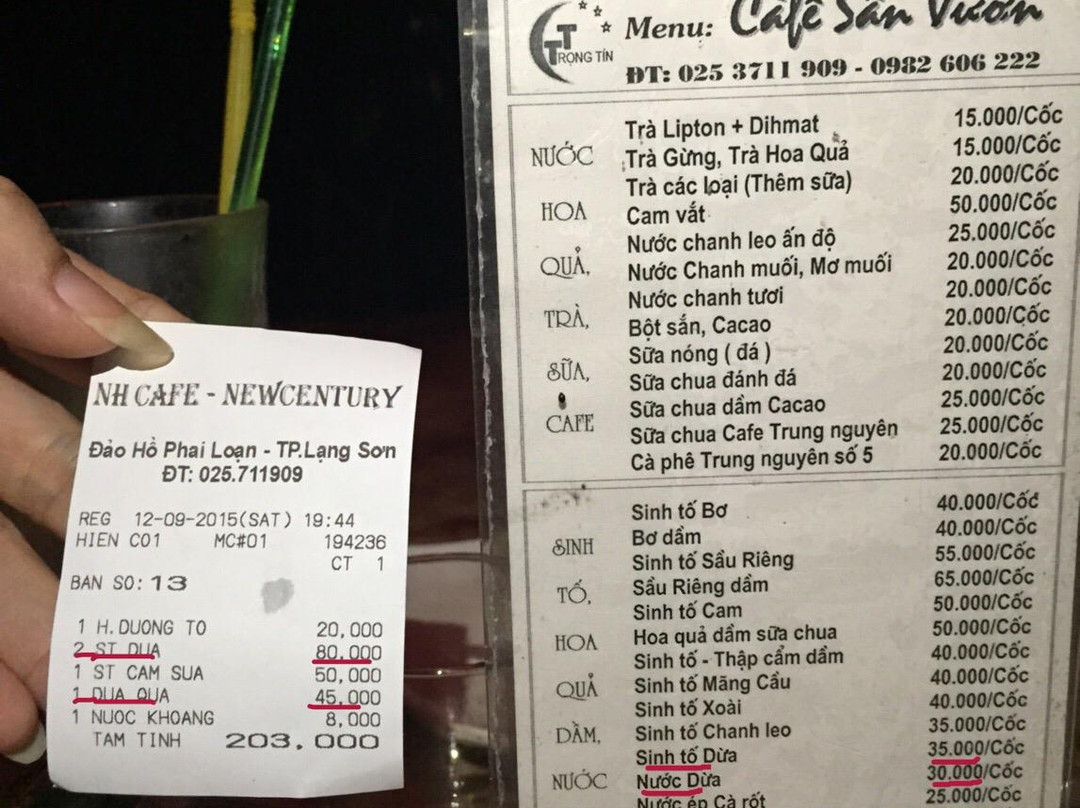 NH CAFE - NEWCENTURY
Đảo Hồ Phai Loạn - TP.Lạng Sơn
ĐT: 025.711909
REG 12-09-2015(SAT) 19:44
HIEN C01 MC#01 194236
CT 1
BAN SO: 13
1 H.DUONG TO 20,000
2 ST DUA 80,000
1 ST CAM SUA 50,000
1 DUA QUA 45,000
1 NUOC KHOANG 8,000
TAM TINH 203,000
TT
TRỌNG TÍN
Menu: Cafê Sân Vườn
ĐT: 025 3711 909 - 0982 606 222
NƯỚC
HOA
QUẢ,
TRÀ,
SỮA,
CAFE
Trà Lipton + Dihmat 15.000/Cốc
Trà Gừng, Trà Hoa Quả 15.000/Cốc
Trà các loại (Thêm sữa) 20.000/Cốc
Cam vắt 50.000/Cốc
Nước chanh leo ấn độ 25.000/Cốc
Nước Chanh muối, Mơ muối 20.000/Cốc
Nước chanh tươi 20.000/Cốc
Bột sắn, Cacao 20.000/Cốc
Sữa nóng ( đá ) 20.000/Cốc
Sữa chua đánh đá 20.000/Cốc
Sữa chua dầm Cacao 25.000/Cốc
Sữa chua Cafe Trung nguyên 25.000/Cốc
Cà phê Trung nguyên số 5 20.000/Cốc
SINH
TỐ,
HOA
QUẢ
DẦM,
NƯỚC
Sinh tố Bơ 40.000/Cốc
Bơ dầm 40.000/Cốc
Sinh tố Sầu Riêng 55.000/Cốc
Sầu Riêng dầm 65.000/Cốc
Sinh tố Cam 50.000/Cốc
Hoa quả dầm sữa chua 50.000/Cốc
Sinh tố - Thập cẩm dầm 40.000/Cốc
Sinh tố Mãng Cầu 40.000/Cốc
Sinh tố Xoài 40.000/Cốc
Sinh tố Chanh leo 35.000/Cốc
Sinh tố Dừa 35.000/Cốc
Nước Dừa 30.000/Cốc
Nước ép Cà rốt 25.000/Cốc